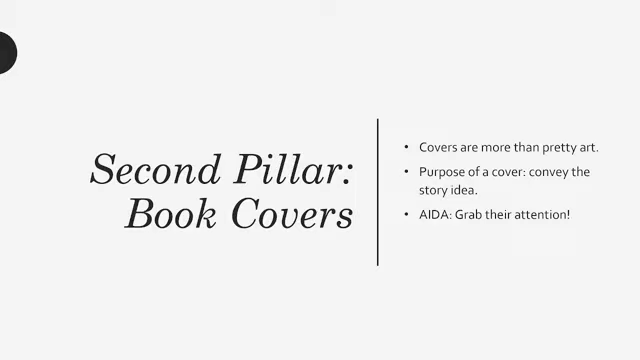 Second Pillar:
Book Covers
• Covers are more than pretty art.
• Purpose of a cover: convey the
story idea.
• AIDA: Grab their attention!